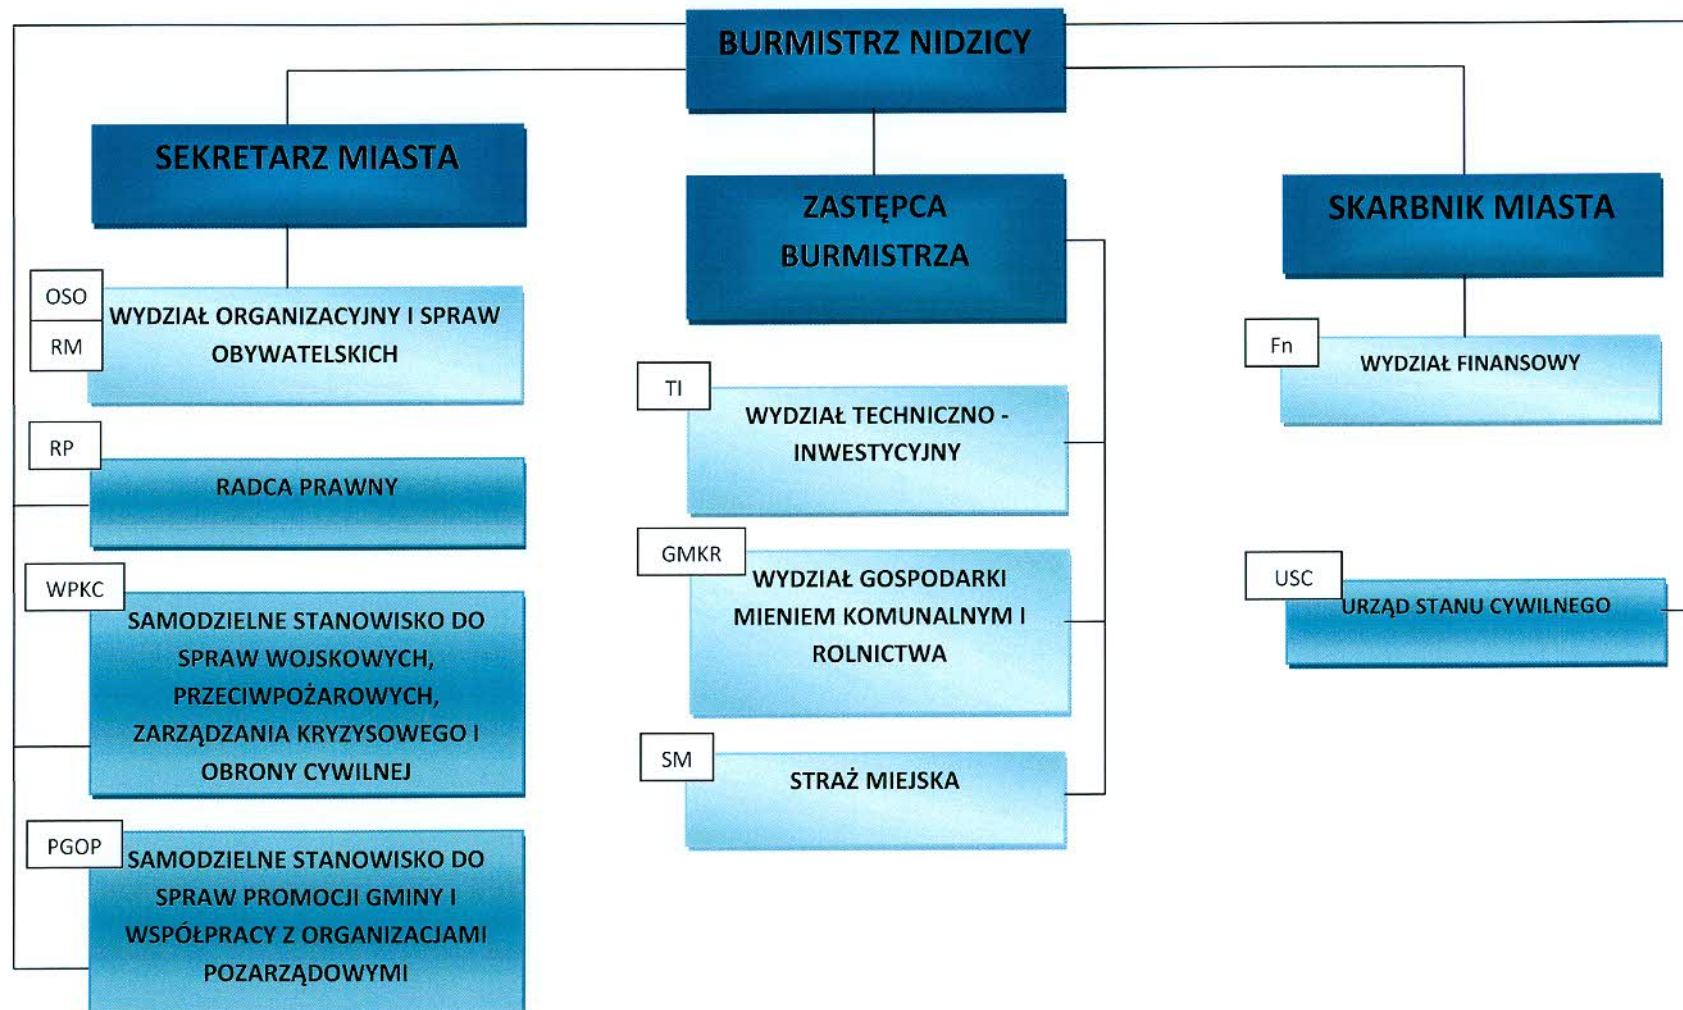 BURMISTRZ NIDZICY
SEKRETARZ MIASTA
ZASTĘPCA
BURMISTRZA
SKARBNIK MIASTA
OSO
RM
WYDZIAŁ ORGANIZACYJNY I SPRAW
OBYWATELSKICH
RP
RADCA PRAWNY
WPKC
SAMODZIELNE STANOWISKO DO
SPRAW WOJSKOWYCH,
PRZECIWPOŻAROWYCH,
ZARZĄDZANIA KRYZYSOWEGO I
OBRONY CYWILNEJ
PGOP
SAMODZIELNE STANOWISKO DO
SPRAW PROMOCJI GMINY I
WSPÓŁPRACY Z ORGANIZACJAMI
POZARZĄDOWYMI
TI
WYDZIAŁ TECHNICZNO -
INWESTYCYJNY
GMKR
WYDZIAŁ GOSPODARKI
MIENIEM KOMUNALNYM I
ROLNICTWA
SM
STRAŻ MIEJSKA
Fn
WYDZIAŁ FINANSOWY
USC
URZĄD STANU CYWILNEGO